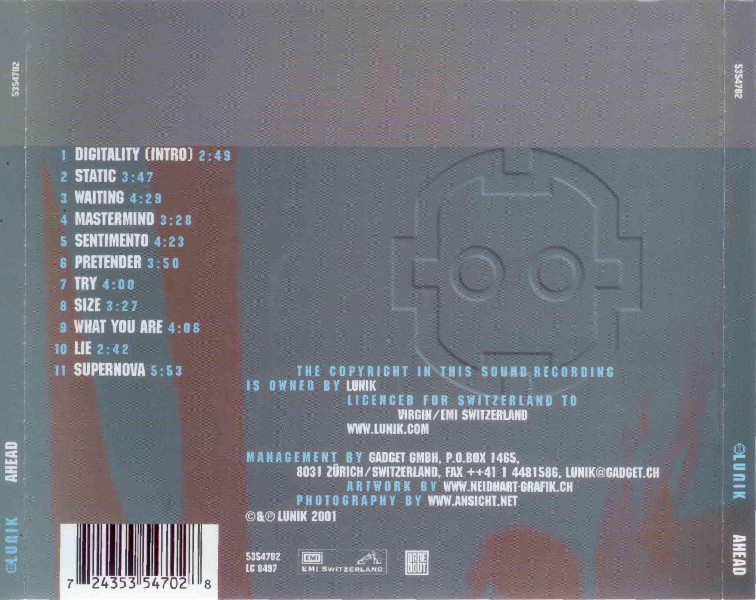 5354702
LUNIK AHEAD
1 DIGITALITY (INTRO) 2:49
2 STATIC 3:47
3 WAITING 4:29
4 MASTERMIND 3:28
5 SENTIMENTO 4:23
6 PRETENDER 3:50
7 TRY 4:00
8 SIZE 3:27
9 WHAT YOU ARE 4:06
10 LIE 2:42
11 SUPERNOVA 5:53
THE COPYRIGHT IN THIS SOUND RECORDING
IS OWNED BY LUNIK
LICENCED FOR SWITZERLAND TO
VIRGIN/EMI SWITZERLAND
WWW.LUNIK.COM
MANAGEMENT BY GADGET GMBH, P.O.BOX 1465,
8031 ZÜRICH/SWITZERLAND, FAX ++41 1 4481586, LUNIK@GADGET.CH
ARTWORK BY WWW.NEIDHART-GRAFIK.CH
PHOTOGRAPHY BY WWW.ANSICHT.NET
©&℗ LUNIK 2001
7 24353 54702 8
5354702
LC 8497
EMI
EMI SWITZERLAND
5354702
LUNIK AHEAD